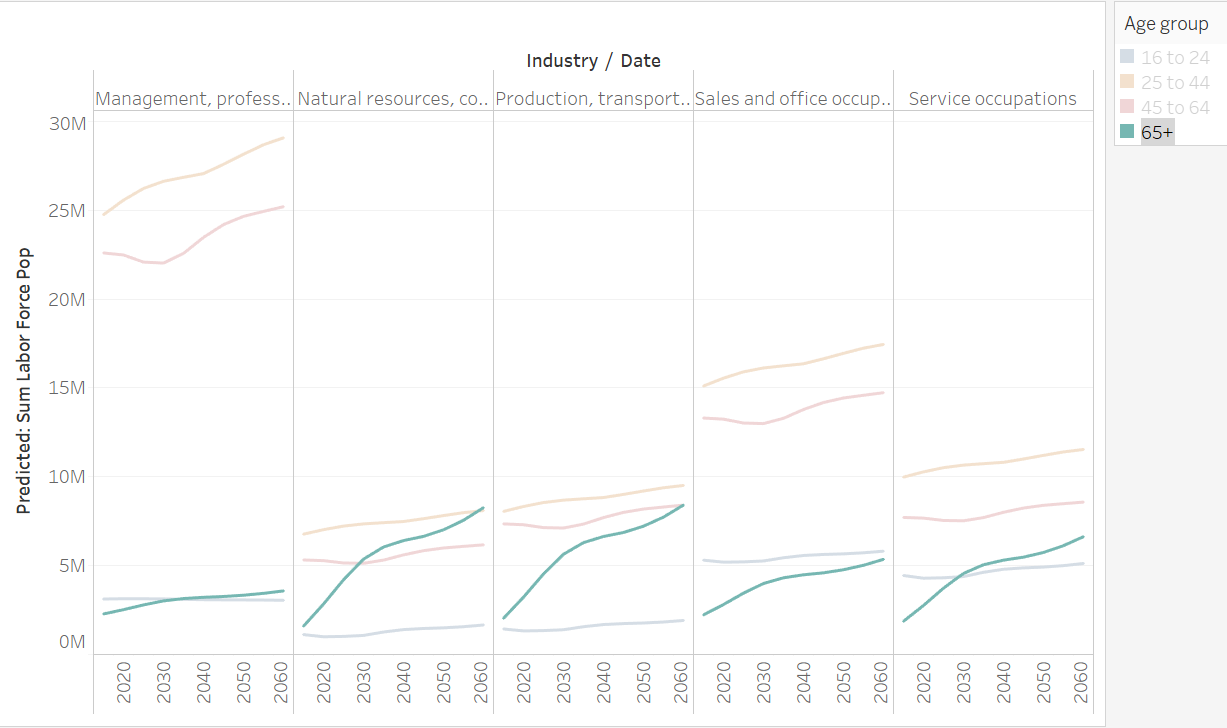 Industry / Date
Management, profess..
Natural resources, co..
Production, transport..
Sales and office occup..
Service occupations
Predicted: Sum Labor Force Pop
30M
25M
20M
15M
10M
5M
0M
2020
2030
2040
2050
2060
2020
2030
2040
2050
2060
2020
2030
2040
2050
2060
2020
2030
2040
2050
2060
2020
2030
2040
2050
2060
Age group
16 to 24
25 to 44
45 to 64
65+